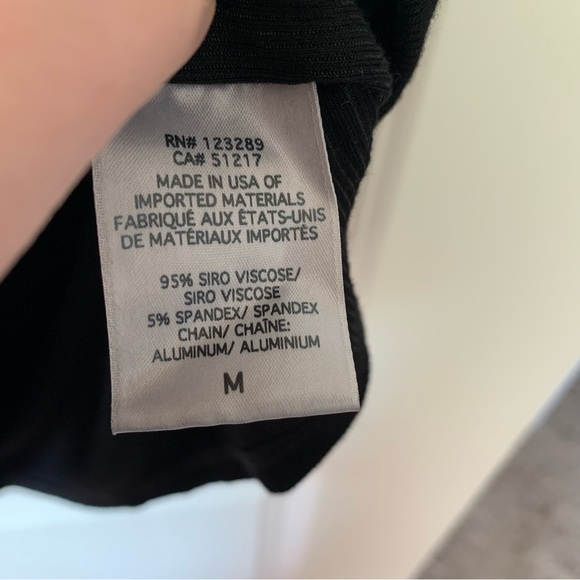 RN# 123289
CA# 51217
MADE IN USA OF
IMPORTED MATERIALS
FABRIQUÉ AUX ÉTATS-UNIS
DE MATÉRIAUX IMPORTÉS
95% SIRO VISCOSE/
SIRO VISCOSE
5% SPANDEX/ SPANDEX
CHAIN/ CHAÎNE:
ALUMINUM/ ALUMINIUM
M